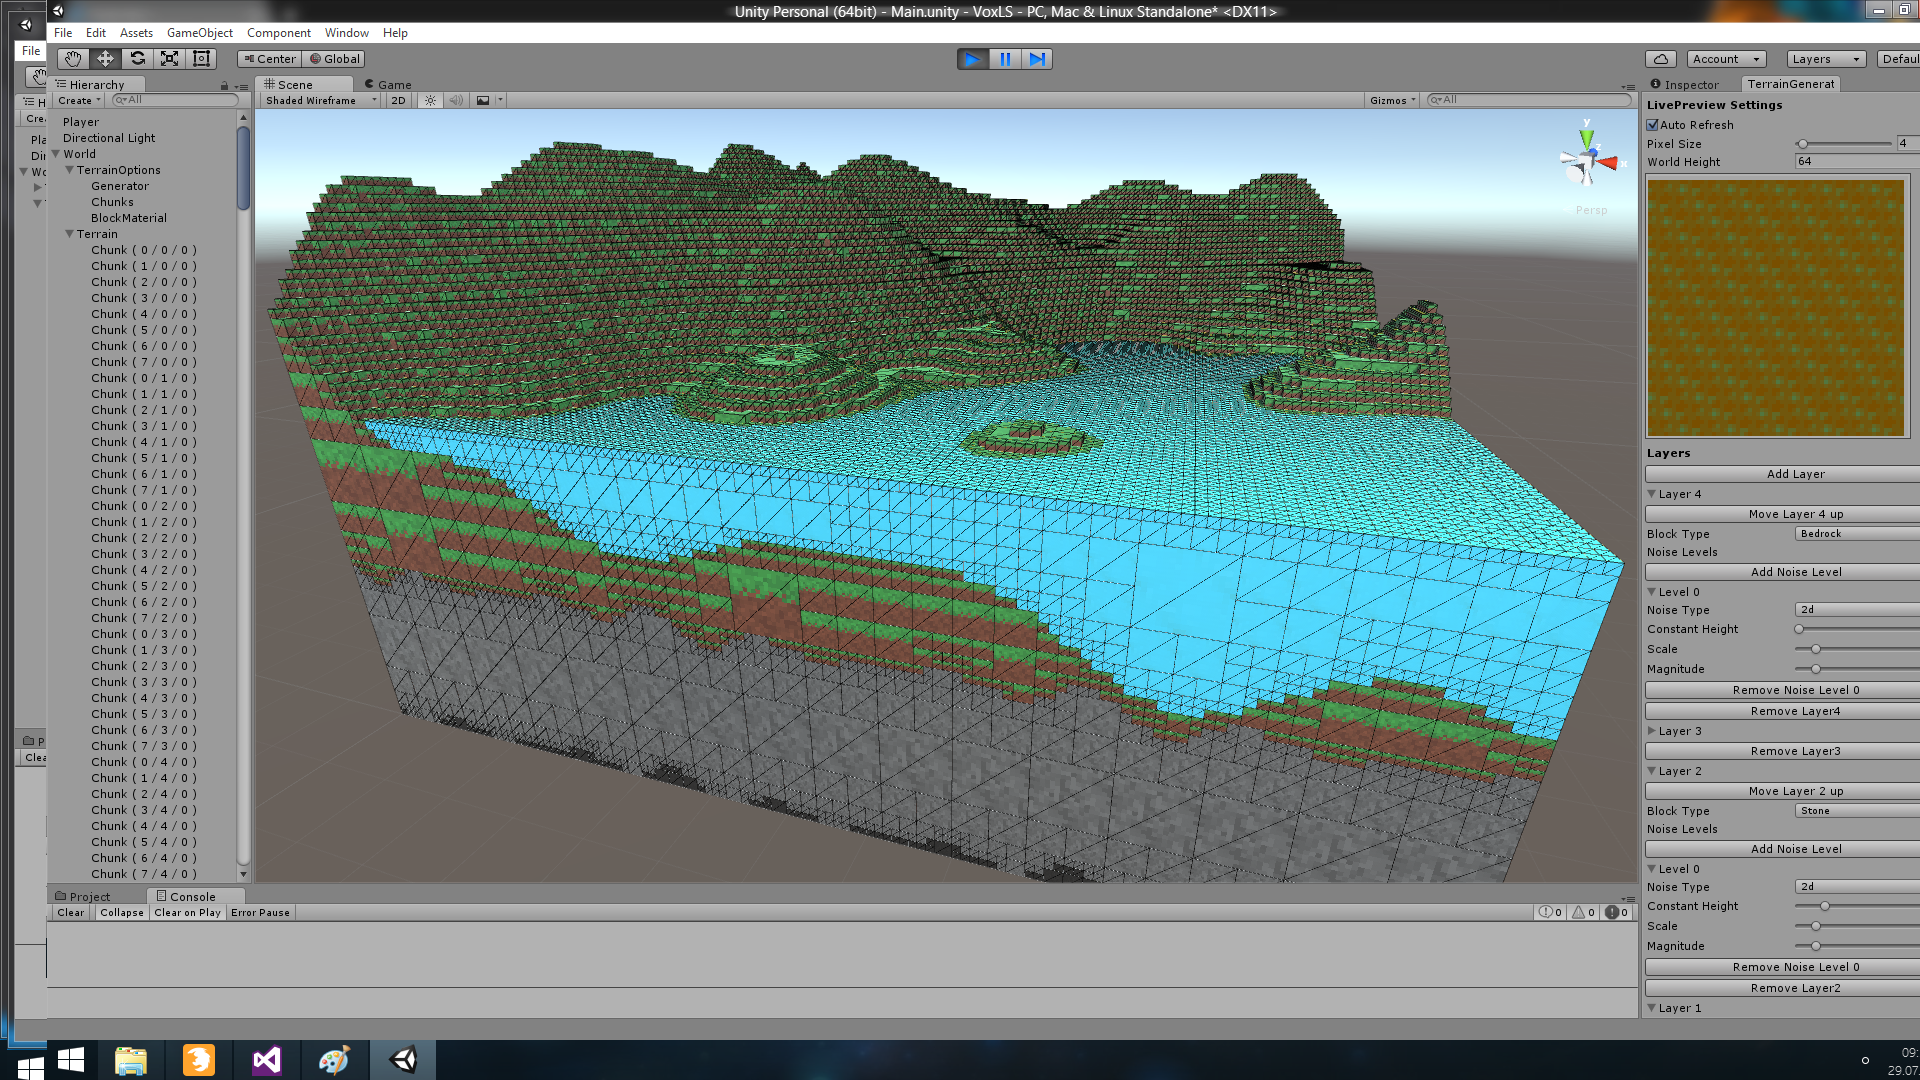 Unity Personal (64bit) - Main.unity - VoxLS - PC, Mac & Linux Standalone* <DX11>
File
File Edit Assets GameObject Component Window Help
Center Global
Account Layers
Hierarchy
Create All
Player
Directional Light
World
TerrainOptions
Generator
Chunks
BlockMaterial
Terrain
Chunk ( 0 / 0 / 0 )
Chunk ( 1 / 0 / 0 )
Chunk ( 2 / 0 / 0 )
Chunk ( 3 / 0 / 0 )
Chunk ( 4 / 0 / 0 )
Chunk ( 5 / 0 / 0 )
Chunk ( 6 / 0 / 0 )
Chunk ( 7 / 0 / 0 )
Chunk ( 0 / 1 / 0 )
Chunk ( 1 / 1 / 0 )
Chunk ( 2 / 1 / 0 )
Chunk ( 3 / 1 / 0 )
Chunk ( 4 / 1 / 0 )
Chunk ( 5 / 1 / 0 )
Chunk ( 6 / 1 / 0 )
Chunk ( 7 / 1 / 0 )
Chunk ( 0 / 2 / 0 )
Chunk ( 1 / 2 / 0 )
Chunk ( 2 / 2 / 0 )
Chunk ( 3 / 2 / 0 )
Chunk ( 4 / 2 / 0 )
Chunk ( 5 / 2 / 0 )
Chunk ( 6 / 2 / 0 )
Chunk ( 7 / 2 / 0 )
Chunk ( 0 / 3 / 0 )
Chunk ( 1 / 3 / 0 )
Chunk ( 2 / 3 / 0 )
Chunk ( 3 / 3 / 0 )
Chunk ( 4 / 3 / 0 )
Chunk ( 5 / 3 / 0 )
Chunk ( 6 / 3 / 0 )
Chunk ( 7 / 3 / 0 )
Chunk ( 0 / 4 / 0 )
Chunk ( 1 / 4 / 0 )
Chunk ( 2 / 4 / 0 )
Chunk ( 3 / 4 / 0 )
Chunk ( 4 / 4 / 0 )
Chunk ( 5 / 4 / 0 )
Chunk ( 6 / 4 / 0 )
Chunk ( 7 / 4 / 0 )
Scene Game
Shaded Wireframe 2D Gizmos All
y
x
z
Persp
Inspector TerrainGenerat
LivePreview Settings
Auto Refresh
Pixel Size 4
World Height 64
Layers
Add Layer
Layer 4
Move Layer 4 up
Block Type Bedrock
Noise Levels
Add Noise Level
Level 0
Noise Type 2d
Constant Height
Scale
Magnitude
Remove Noise Level 0
Remove Layer4
Layer 3
Remove Layer3
Layer 2
Move Layer 2 up
Block Type Stone
Noise Levels
Add Noise Level
Level 0
Noise Type 2d
Constant Height
Scale
Magnitude
Remove Noise Level 0
Remove Layer2
Layer 1
Project Console
Clear Collapse Clear on Play Error Pause 0 0 0
09:
29.07.